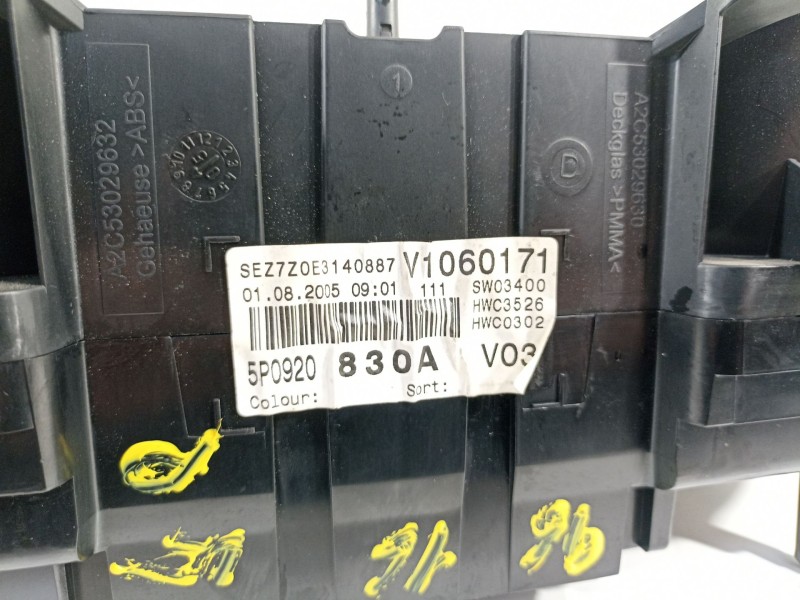 A2C53029632
Gehaeuse >ABS<
1
D
A2C53029630
Deckglas >PMMA<
SEZ7Z0E3140887 V1060171
01.08.2005 09:01 111 SW03400
HWC3526
HWC0302
5P0920 830A V03
Colour: Sort: